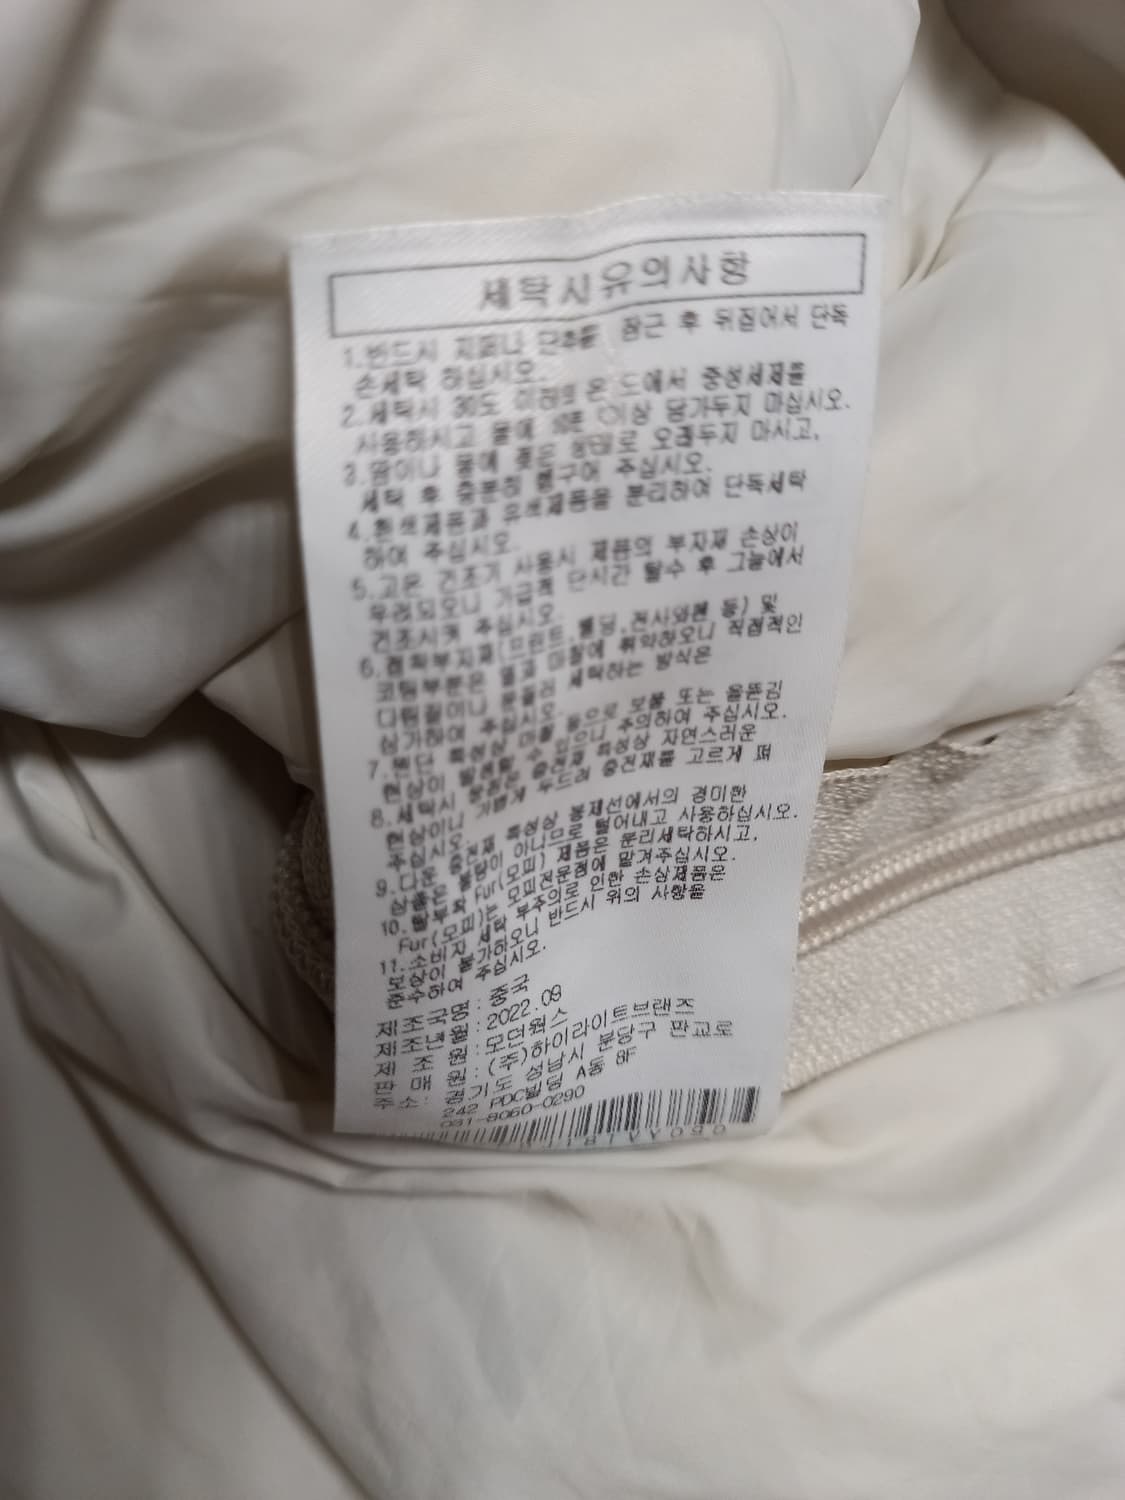 세탁시유의사항
1.반드시 지퍼나 단추를 잠근 후 뒤집어서 단독
손세탁 하십시오.
2.세탁시 30도 이하의 온도에서 중성세제를
사용하시고 물에 이상 담가두지 마십시오.
3.땀이나 물에 젖은 오래두지 마시고,
세탁 후 충분히 헹구어 주십시오.
4.흰색제품과 유색제품을 분리하여 단독세탁
하여 주십시오.
5.고온 건조기 사용시 제품의 부자재 손상이
우려되오니 가급적 단시간 탈수 후 그늘에서
건조시켜 주십시오.
6.접착부자재(프린트,웰딩,전사와펜 등) 및
코팅부분은 열과 마찰에 취약하오니 직접적인
다림질이나 세탁하는 방식은
삼가하여 주십시오.
7.원단 특성상 마찰 등으로 보풀 또는 올뜯김
현상이 발생할 수 있으니 주의하여 주십시오.
8.세탁시 충전재 특성상 자연스러운
현상이니 가볍게 두드려 충전재를 고르게 펴
주십시오.
9. 충전재 특성상 봉제선에서의 경미한
불량이 아니므로 털어내고 사용하십시오.
10. Fur(모피) 제품은 분리세탁하시고,
Fur(모피)는 모피전문점에 맡겨주십시오.
11.소비자 세탁 부주의로 인한 손상제품은
보상이 불가하오니 반드시 위의 사항을
준수하여 주십시오.
제조국명:중국
제조년월:2022.09
제 조 원:모던웍스
판 매 원:(주)하이라이트브랜즈
주 소:경기도 성남시 분당구 판교로
242 PDC빌딩 A동 8F
031-8060-0290